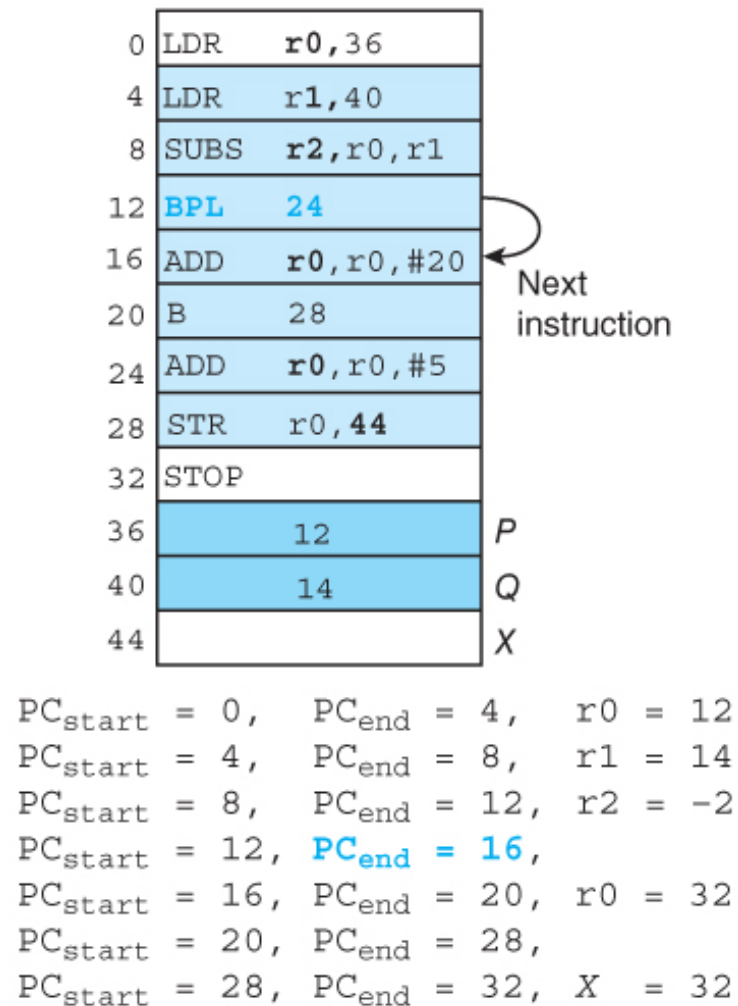 0 LDR r0,36
4 LDR r1,40
8 SUBS r2,r0,r1
12 BPL 24
16 ADD r0,r0,#20
Next
20 B 28
instruction
24 ADD r0,r0,#5
28 STR r0,44
32 STOP
36 12 P
40 14 Q
44 X
PCstart = 0, PCend = 4, r0 = 12
PCstart = 4, PCend = 8, r1 = 14
PCstart = 8, PCend = 12, r2 = −2
PCstart = 12, PCend = 16,
PCstart = 16, PCend = 20, r0 = 32
PCstart = 20, PCend = 28,
PCstart = 28, PCend = 32, X = 32